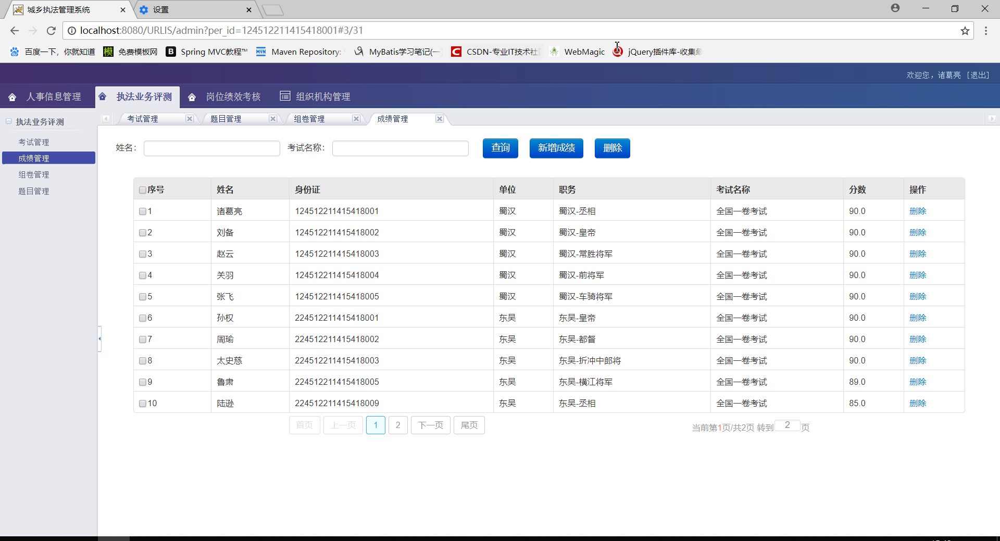 城乡执法管理系统
设置
localhost:8080/URLIS/admin?per_id=124512211415418001#3/31
百度一下，你就知道 模 免费模板网 B Spring MVC教程™ MVN Maven Repository: MyBatis学习笔记(一 C CSDN-专业IT技术社 WebMagic jQuery插件库-收集
欢迎您，诸葛亮 [退出]
人事信息管理 执法业务评测 岗位绩效考核 组织机构管理
执法业务评测
考试管理
成绩管理
组卷管理
题目管理
考试管理 题目管理 组卷管理 成绩管理
姓名： 考试名称： 查询 新增成绩 删除
序号 姓名 身份证 单位 职务 考试名称 分数 操作
1 诸葛亮 124512211415418001 蜀汉 蜀汉-丞相 全国一卷考试 90.0 删除
2 刘备 124512211415418002 蜀汉 蜀汉-皇帝 全国一卷考试 90.0 删除
3 赵云 124512211415418003 蜀汉 蜀汉-常胜将军 全国一卷考试 90.0 删除
4 关羽 124512211415418004 蜀汉 蜀汉-前将军 全国一卷考试 90.0 删除
5 张飞 124512211415418005 蜀汉 蜀汉-车骑将军 全国一卷考试 90.0 删除
6 孙权 224512211415418001 东吴 东吴-皇帝 全国一卷考试 90.0 删除
7 周瑜 224512211415418002 东吴 东吴-都督 全国一卷考试 90.0 删除
8 太史慈 224512211415418003 东吴 东吴-折冲中郎将 全国一卷考试 90.0 删除
9 鲁肃 224512211415418005 东吴 东吴-横江将军 全国一卷考试 89.0 删除
10 陆逊 224512211415418009 东吴 东吴-丞相 全国一卷考试 85.0 删除
首页 上一页 1 2 下一页 尾页
当前第1页/共2页 转到 2 页